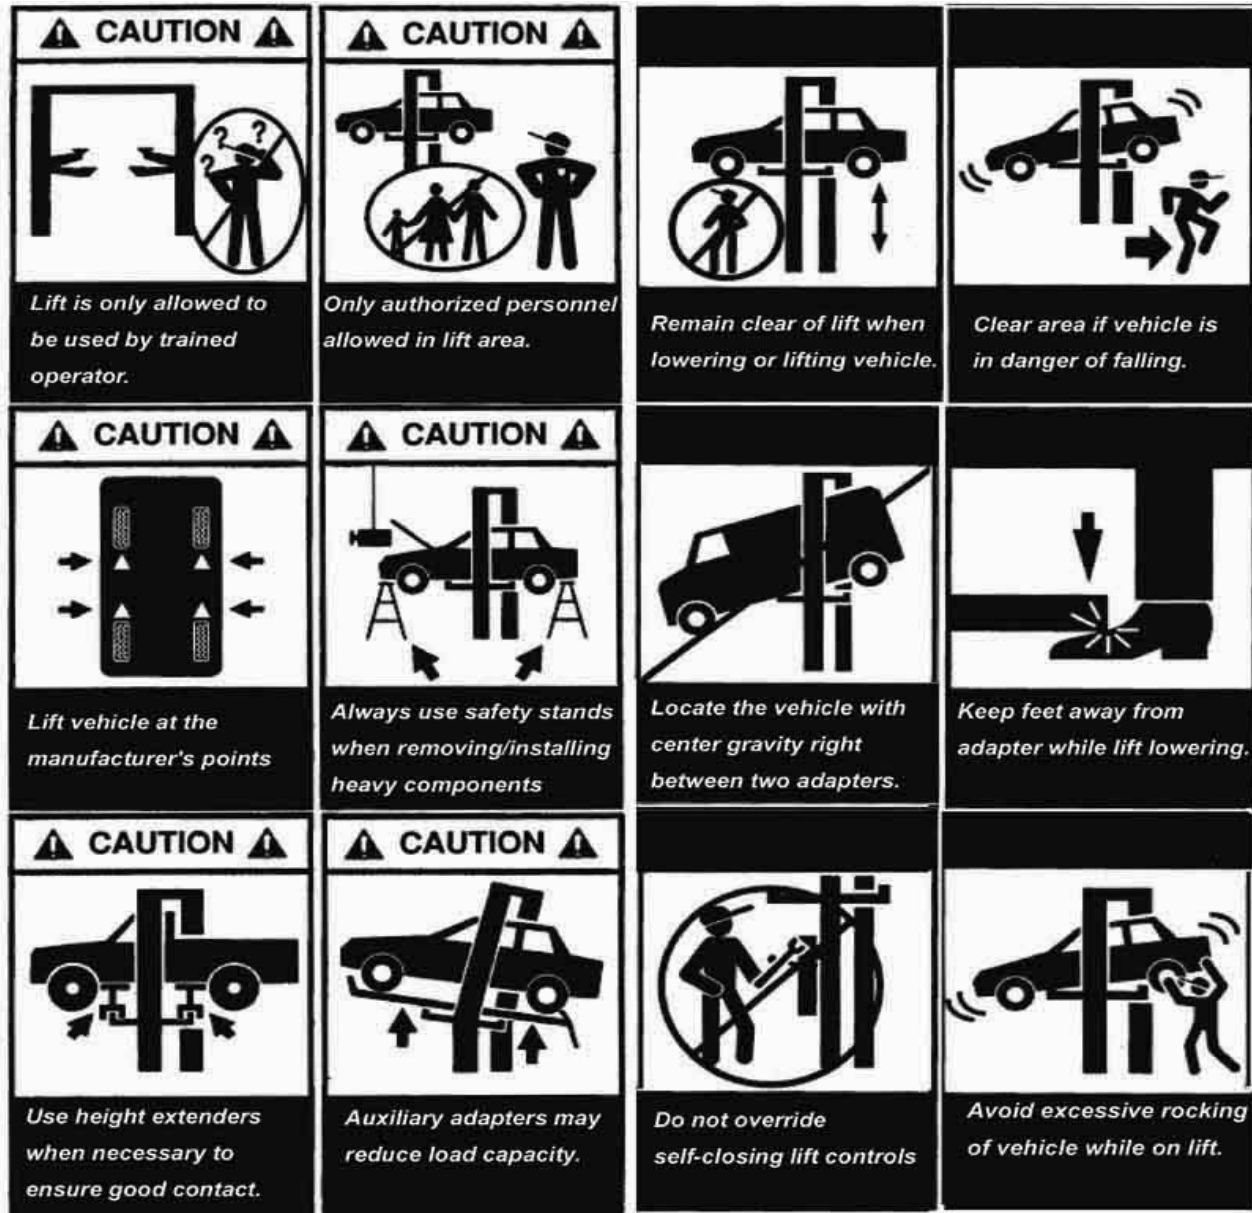 CAUTION
Lift is only allowed to
be used by trained
operator.
CAUTION
Only authorized personnel
allowed in lift area.
Remain clear of lift when
lowering or lifting vehicle.
Clear area if vehicle is
in danger of falling.
CAUTION
Lift vehicle at the
manufacturer's points
CAUTION
Always use safety stands
when removing/installing
heavy components
Locate the vehicle with
center gravity right
between two adapters.
Keep feet away from
adapter while lift lowering.
CAUTION
Use height extenders
when necessary to
ensure good contact.
CAUTION
Auxiliary adapters may
reduce load capacity.
Do not override
self-closing lift controls
Avoid excessive rocking
of vehicle while on lift.
? ? ?